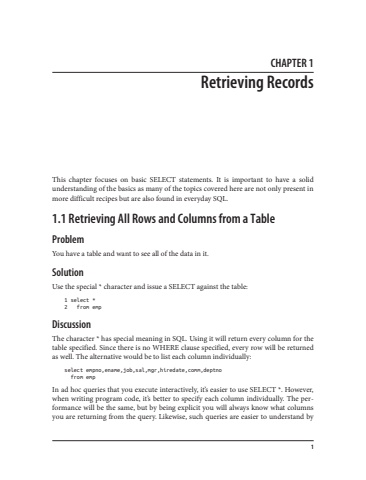 CHAPTER 1
Retrieving Records
This chapter focuses on basic SELECT statements. It is important to have a solid
understanding of the basics as many of the topics covered here are not only present in
more difficult recipes but are also found in everyday SQL.
1.1 Retrieving All Rows and Columns from a Table
Problem
You have a table and want to see all of the data in it.
Solution
Use the special * character and issue a SELECT against the table:
1 select *
2   from emp
Discussion
The character * has special meaning in SQL. Using it will return every column for the
table specified. Since there is no WHERE clause specified, every row will be returned
as well. The alternative would be to list each column individually:
select empno,ename,job,sal,mgr,hiredate,comm,deptno
  from emp
In ad hoc queries that you execute interactively, it's easier to use SELECT *. However,
when writing program code, it's better to specify each column individually. The per-
formance will be the same, but by being explicit you will always know what columns
you are returning from the query. Likewise, such queries are easier to understand by
1